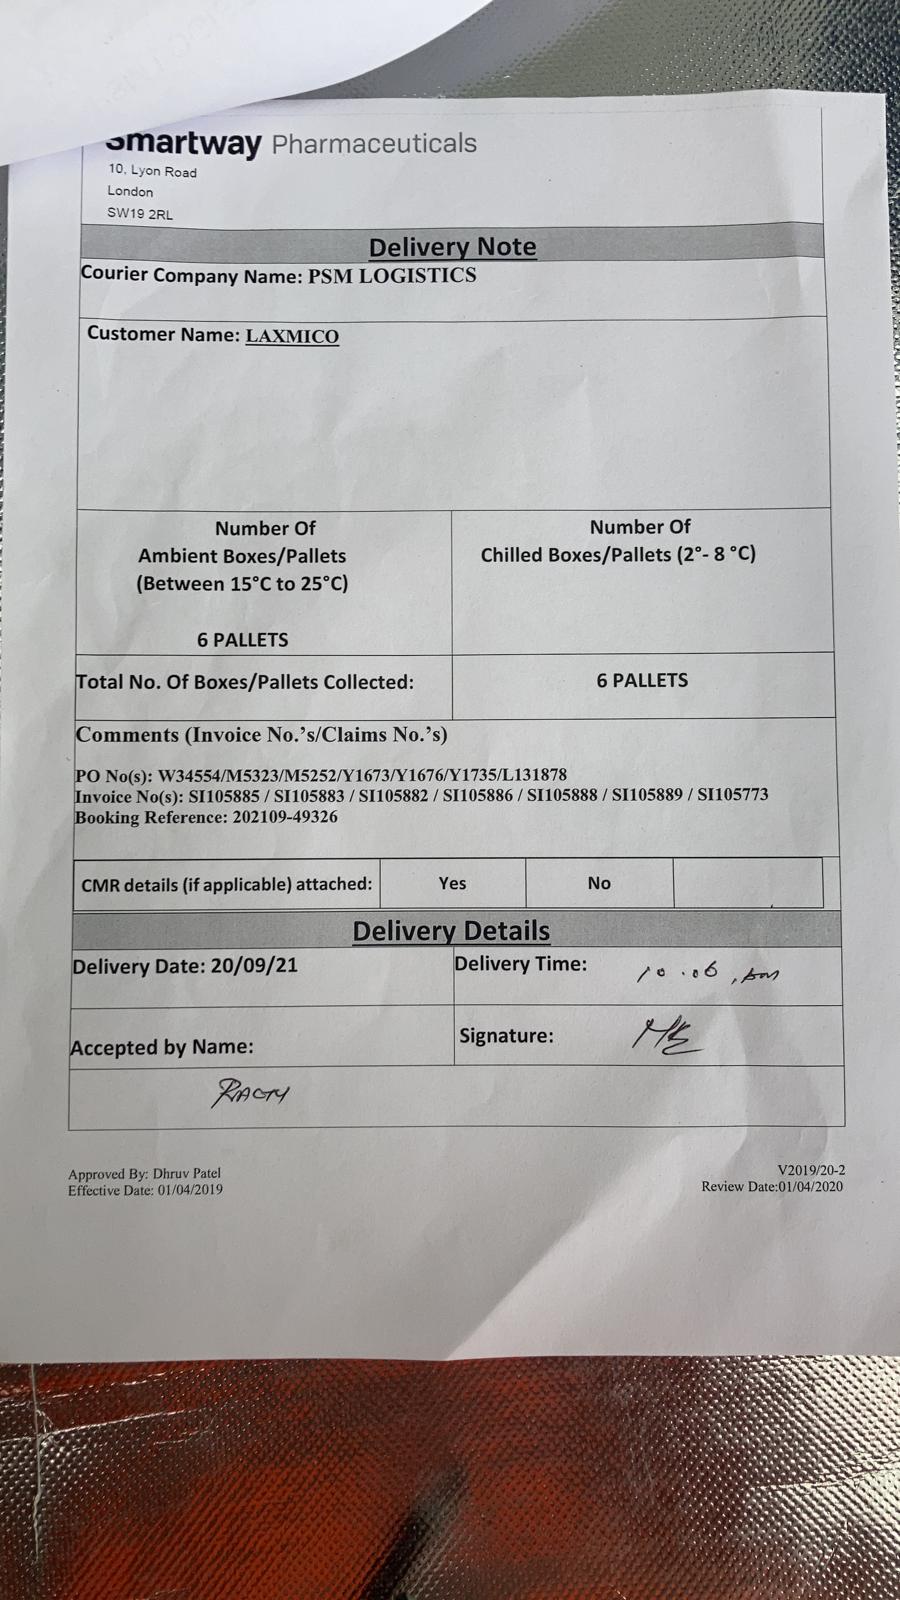 Smartway Pharmaceuticals
10, Lyon Road
London
SW19 2RL
Delivery Note
Courier Company Name: PSM LOGISTICS
Customer Name: LAXMICO
Number Of
Ambient Boxes/Pallets
(Between 15°C to 25°C)
6 PALLETS
Number Of
Chilled Boxes/Pallets (2°- 8 °C)
Total No. Of Boxes/Pallets Collected:
6 PALLETS
Comments (Invoice No.’s/Claims No.’s)
PO No(s): W34554/M5323/M5252/Y1673/Y1676/Y1735/L131878
Invoice No(s): SI105885 / SI105883 / SI105882 / SI105886 / SI105888 / SI105889 / SI105773
Booking Reference: 202109-49326
CMR details (if applicable) attached:
Yes
No
Delivery Details
Delivery Date: 20/09/21
Delivery Time: 10.06
Accepted by Name:
Signature:
Approved By: Dhruv Patel
Effective Date: 01/04/2019
V2019/20-2
Review Date:01/04/2020